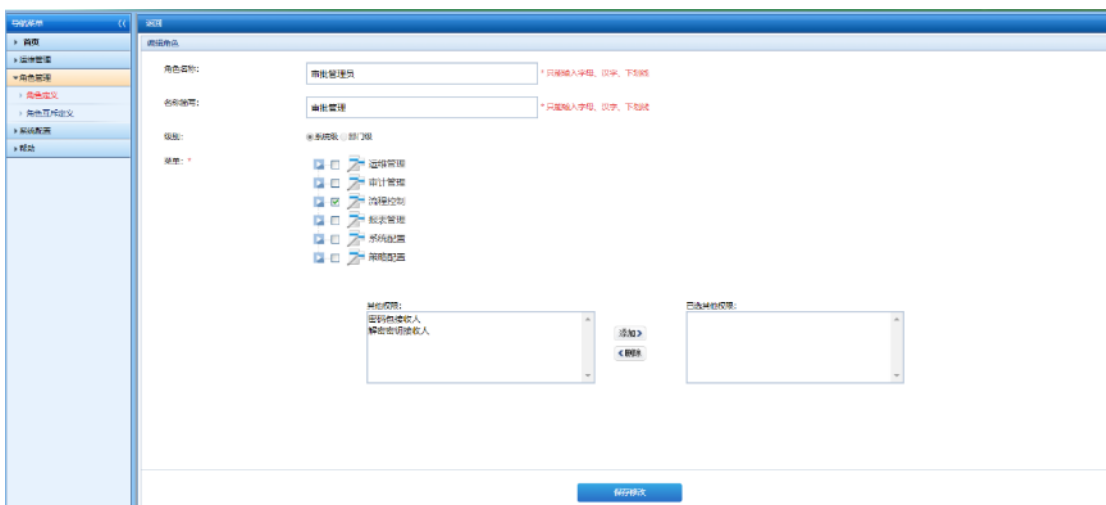 导航菜单
返回
首页
编辑角色
运维管理
角色管理
角色定义
角色互斥定义
系统配置
帮助
角色名称:
审批管理员
* 只能输入字母、汉字、下划线
名称缩写:
审批管理
* 只能输入字母、汉字、下划线
级别:
系统级 部门级
菜单: *
运维管理
审计管理
流程控制
报表管理
系统配置
策略配置
其他权限:
密码包接收人
解密密钥接收人
添加
删除
已选其他权限:
保存修改